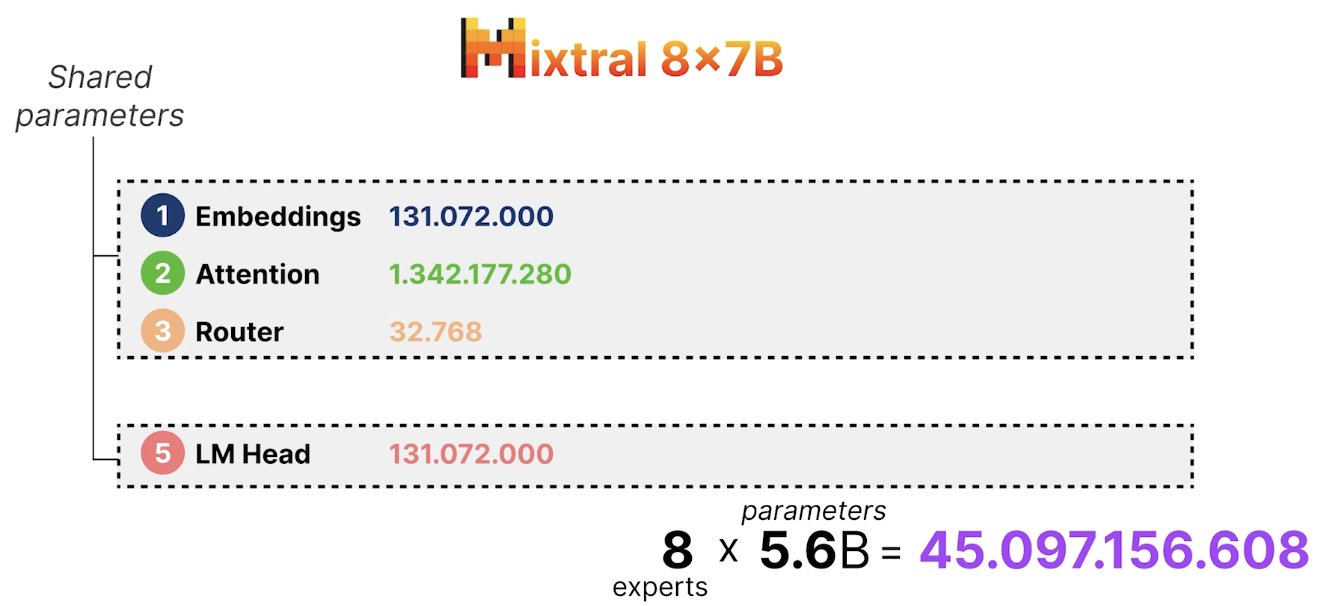 Mixtral 8×7B
Shared
parameters
1 Embeddings 131.072.000
2 Attention 1.342.177.280
3 Router 32.768
5 LM Head 131.072.000
parameters
8 x 5.6B = 45.097.156.608
experts